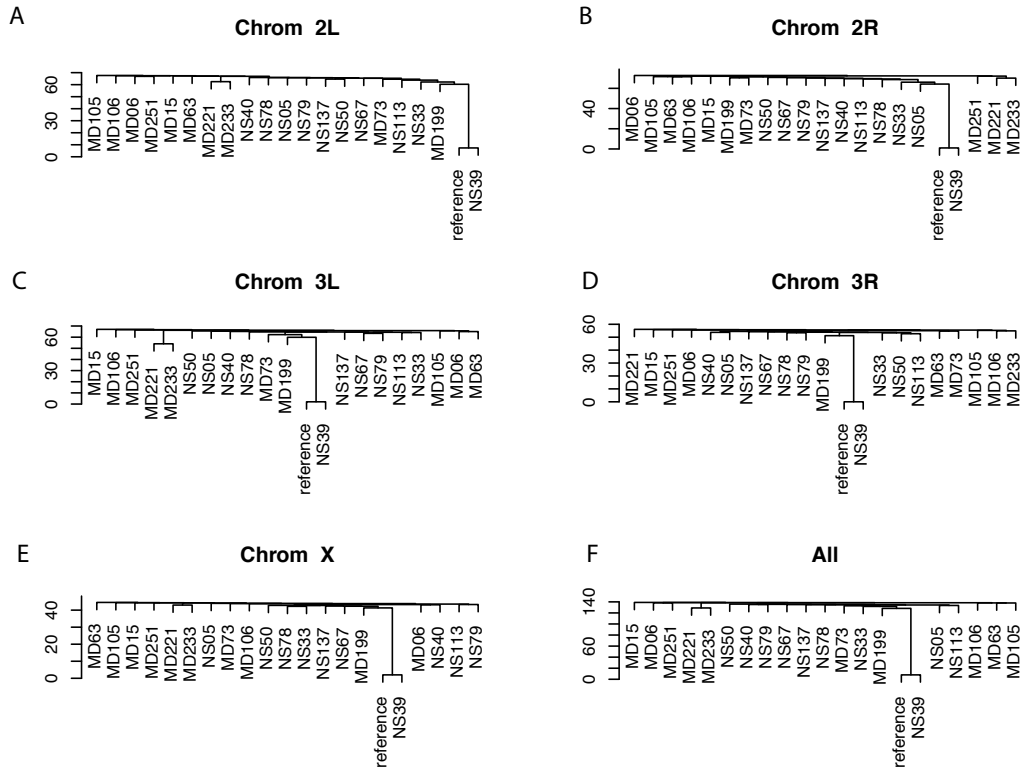 A
Chrom 2L
0 30 60
MD105 MD106 MD06 MD251 MD15 MD63 MD221 MD233 NS40 NS78 NS05 NS79 NS137 NS50 NS67 MD73 NS113 NS33 MD199 reference NS39
B
Chrom 2R
0 40
MD06 MD105 MD63 MD106 MD15 MD199 MD73 NS50 NS67 NS79 NS137 NS40 NS113 NS78 NS33 NS05 reference NS39 MD251 MD221 MD233
C
Chrom 3L
0 30 60
MD15 MD106 MD251 MD221 MD233 NS50 NS05 NS40 NS78 MD73 MD199 reference NS39 NS137 NS67 NS79 NS113 NS33 MD105 MD06 MD63
D
Chrom 3R
0 30 60
MD221 MD15 MD251 MD06 NS40 NS05 NS137 NS67 NS78 NS79 MD199 reference NS39 NS33 NS50 NS113 MD63 MD73 MD105 MD106 MD233
E
Chrom X
0 20 40
MD63 MD105 MD15 MD251 MD221 MD233 NS05 MD73 MD106 NS50 NS78 NS33 NS137 NS67 MD199 reference NS39 MD06 NS40 NS113 NS79
F
All
0 60 140
MD15 MD06 MD251 MD221 MD233 NS50 NS40 NS79 NS67 NS137 NS78 MD73 NS33 MD199 reference NS39 NS05 NS113 MD106 MD63 MD105